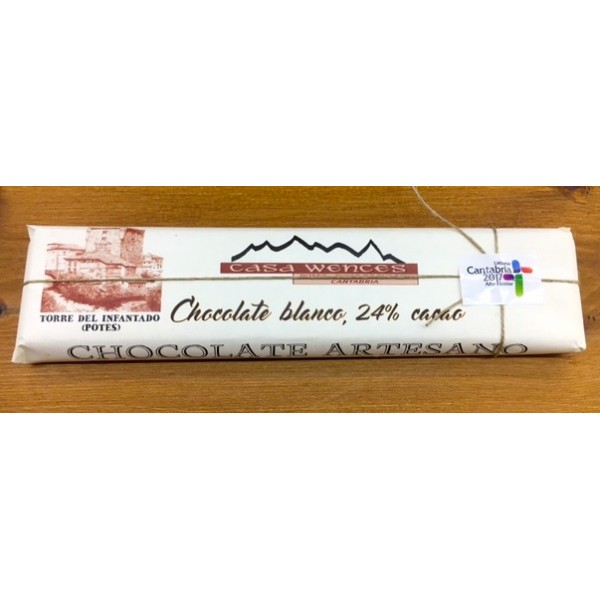 CASA WENCES
CANTABRIA
TORRE DEL INFANTADO
(POTES)
Chocolate blanco, 24% cacao
CHOCOLATE ARTESANO
Cantabria
2017